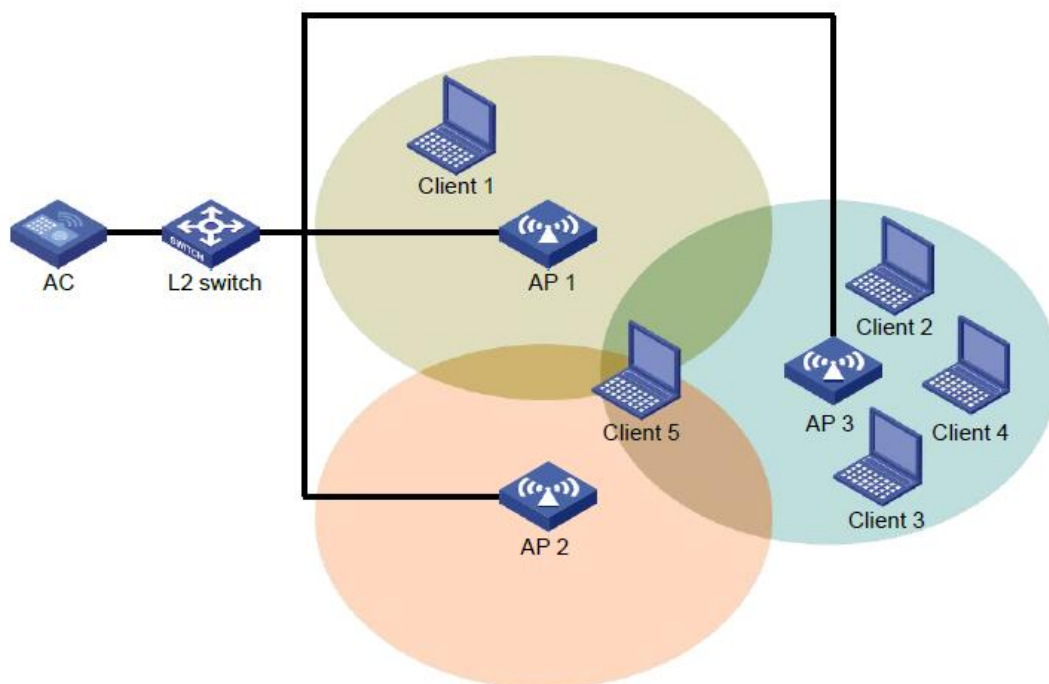 Client 1
AC
L2 switch
AP 1
Client 2
AP 3
Client 4
Client 5
Client 3
AP 2
SWITCH